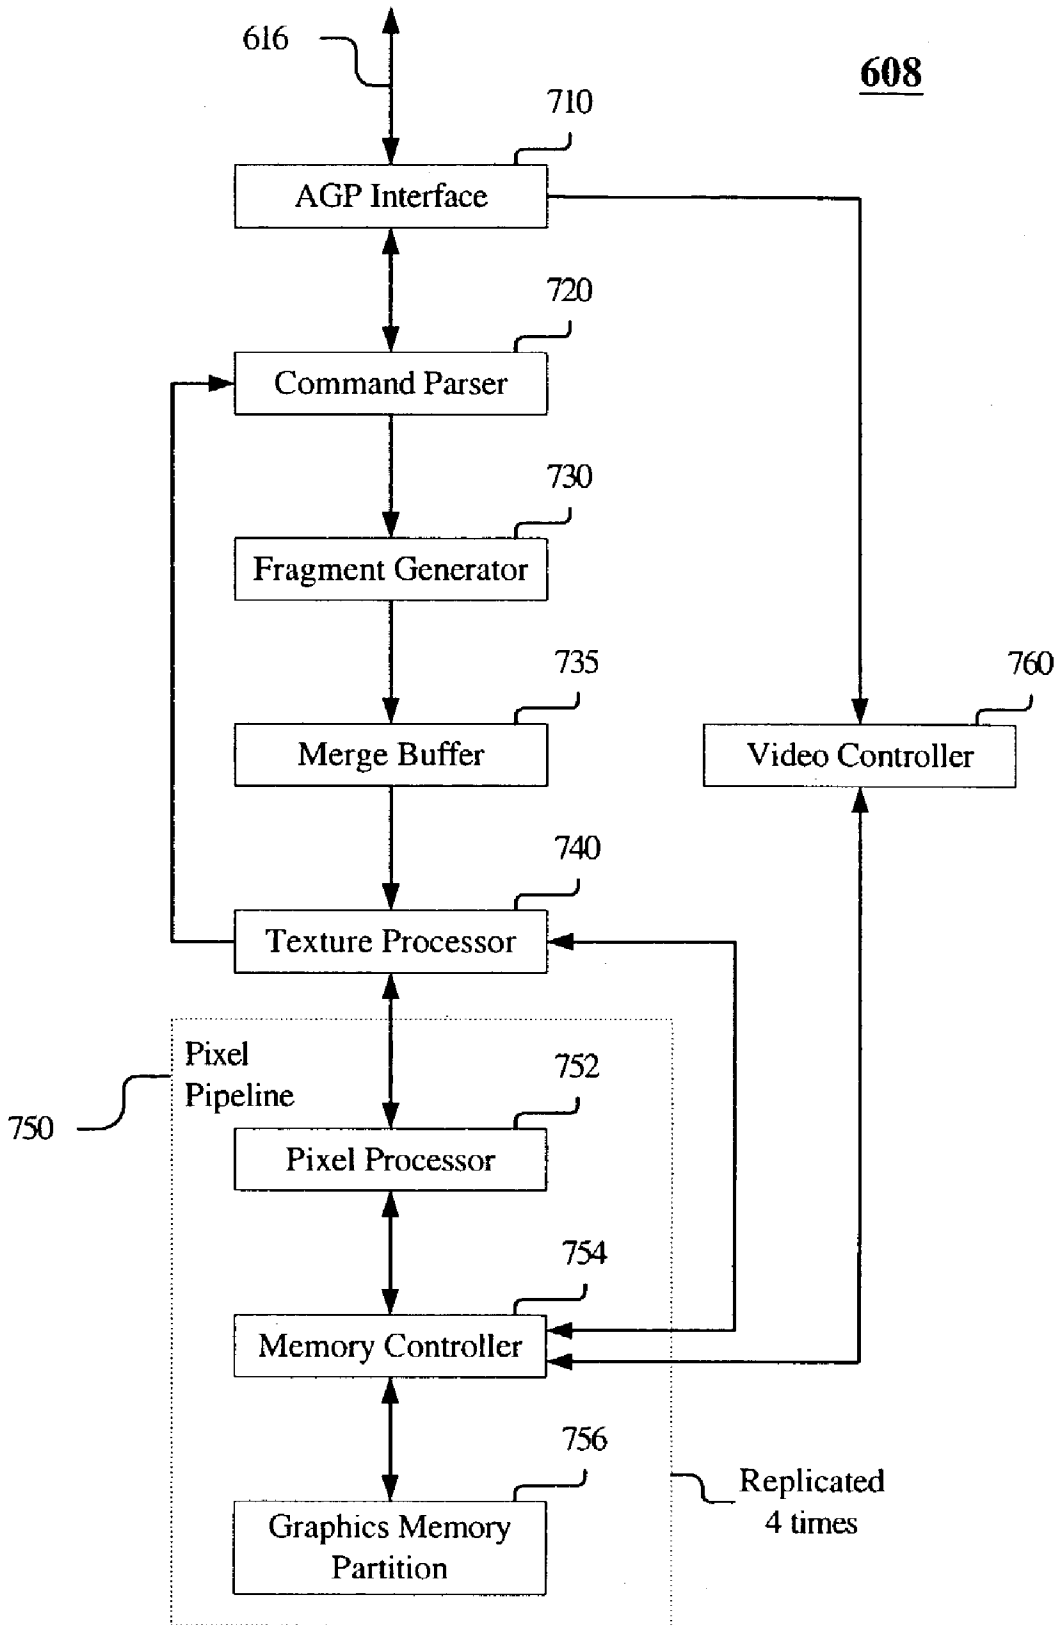 616
608
710
AGP Interface
720
Command Parser
730
Fragment Generator
735
Merge Buffer
760
Video Controller
740
Texture Processor
Pixel
Pipeline
750
752
Pixel Processor
754
Memory Controller
756
Graphics Memory
Partition
Replicated
4 times